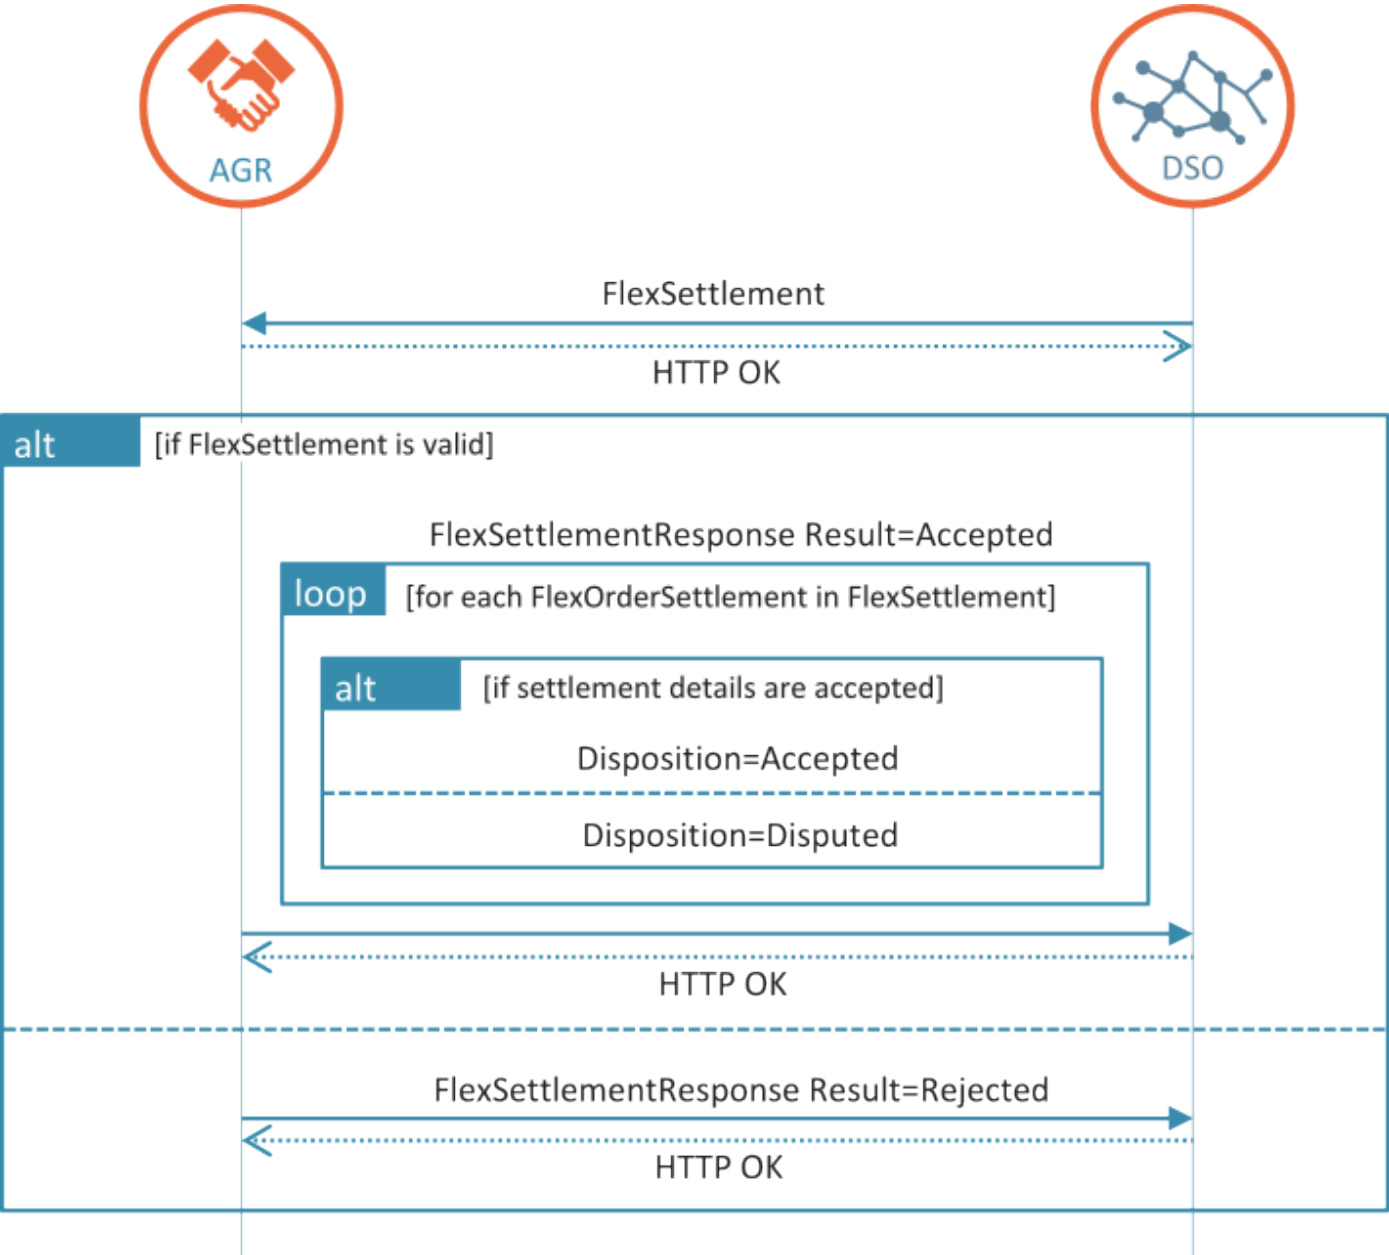 AGR
DSO
FlexSettlement
HTTP OK
alt [if FlexSettlement is valid]
FlexSettlementResponse Result=Accepted
loop [for each FlexOrderSettlement in FlexSettlement]
alt [if settlement details are accepted]
Disposition=Accepted
Disposition=Disputed
HTTP OK
FlexSettlementResponse Result=Rejected
HTTP OK